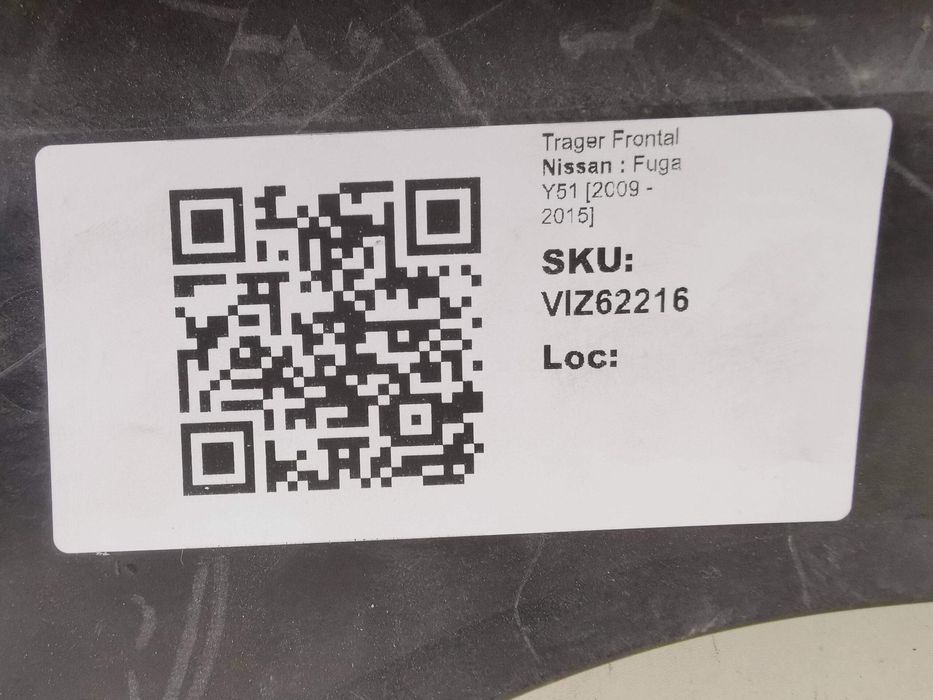 Trager Frontal
Nissan : Fuga
Y51 [2009 -
2015]
SKU:
VIZ62216
Loc: